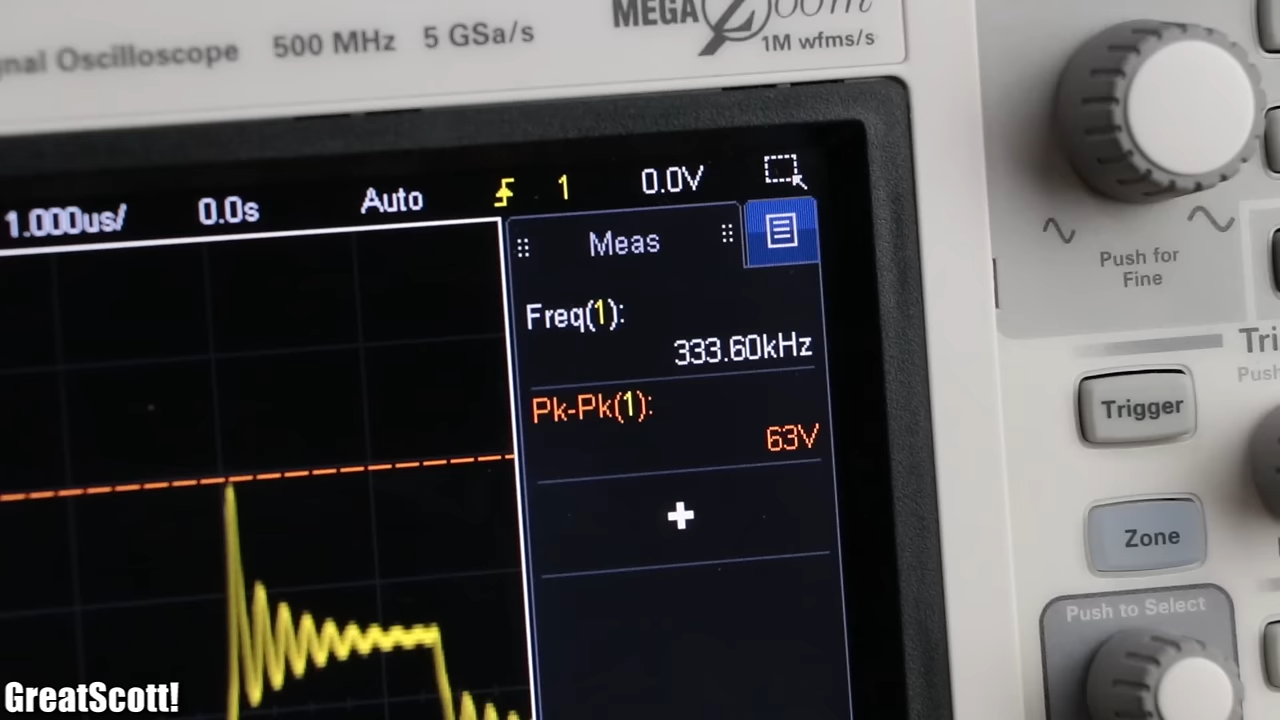 Oscilloscope 500 MHz 5 GSa/s
MEGA Zoom
1M wfms/s
1.000us/ 0.0s Auto 1 0.0V
Meas
Freq(1):
333.60kHz
Pk-Pk(1):
63V
+
Push for
Fine
Trigger
Zone
Push to Select
GreatScott!